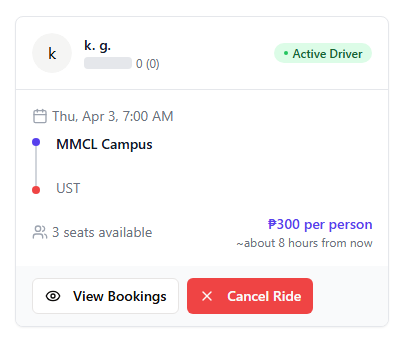 k
k. g.
0 (0)
Active Driver
Thu, Apr 3, 7:00 AM
MMCL Campus
UST
3 seats available
₱300 per person
~about 8 hours from now
View Bookings
Cancel Ride